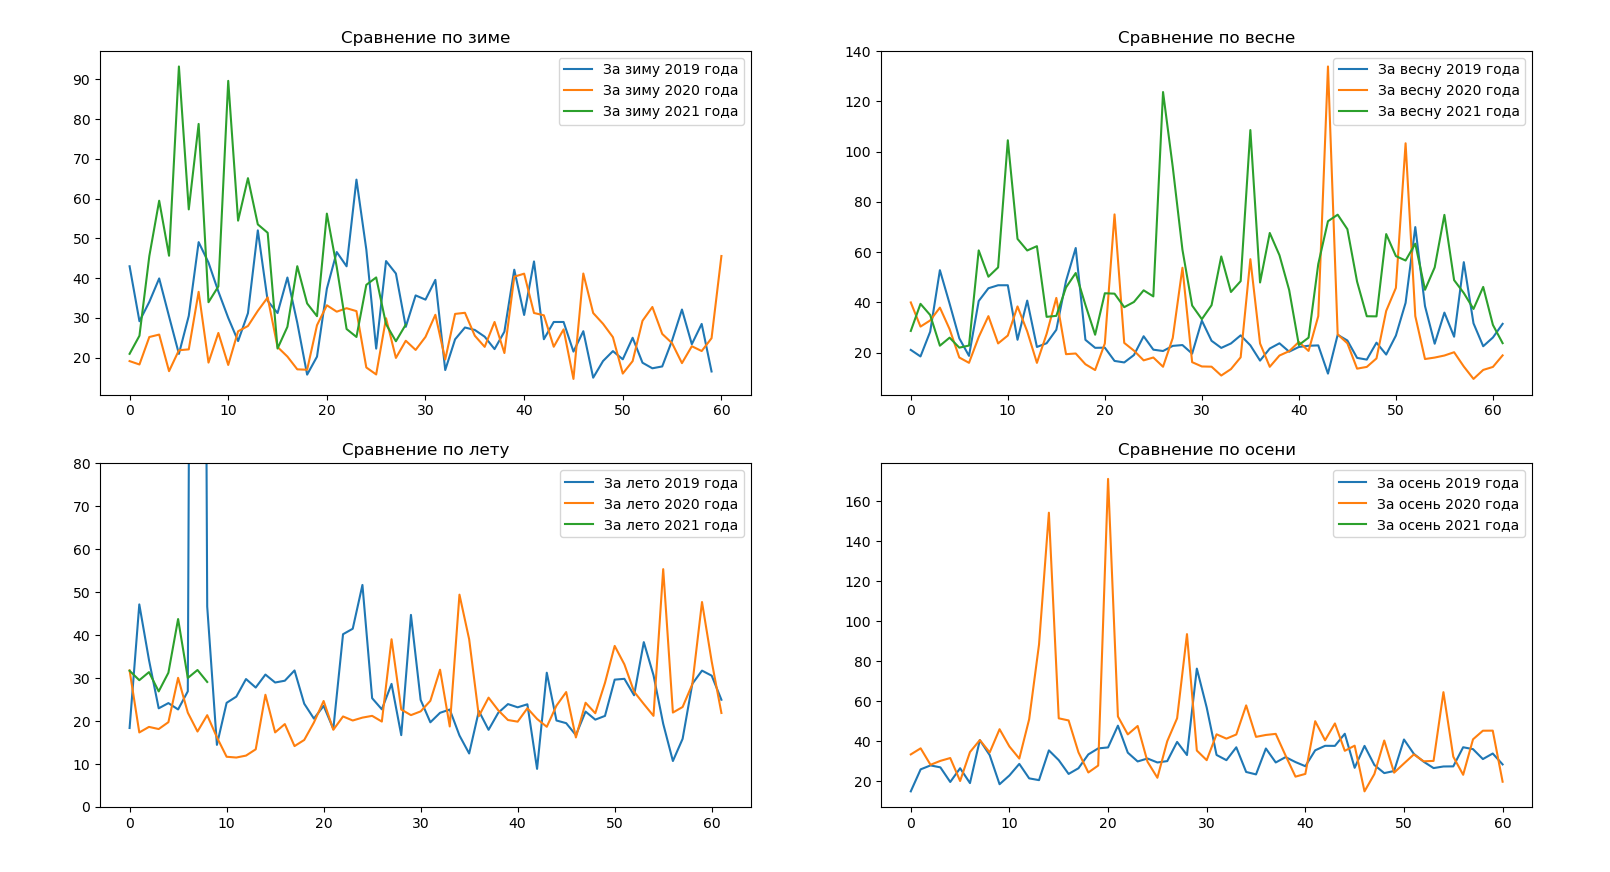 Сравнение по зиме
За зиму 2019 года
За зиму 2020 года
За зиму 2021 года
90
80
70
60
50
40
30
20
0 10 20 30 40 50 60
Сравнение по весне
За весну 2019 года
За весну 2020 года
За весну 2021 года
140
120
100
80
60
40
20
0 10 20 30 40 50 60
Сравнение по лету
За лето 2019 года
За лето 2020 года
За лето 2021 года
80
70
60
50
40
30
20
10
0
0 10 20 30 40 50 60
Сравнение по осени
За осень 2019 года
За осень 2020 года
За осень 2021 года
160
140
120
100
80
60
40
20
0 10 20 30 40 50 60